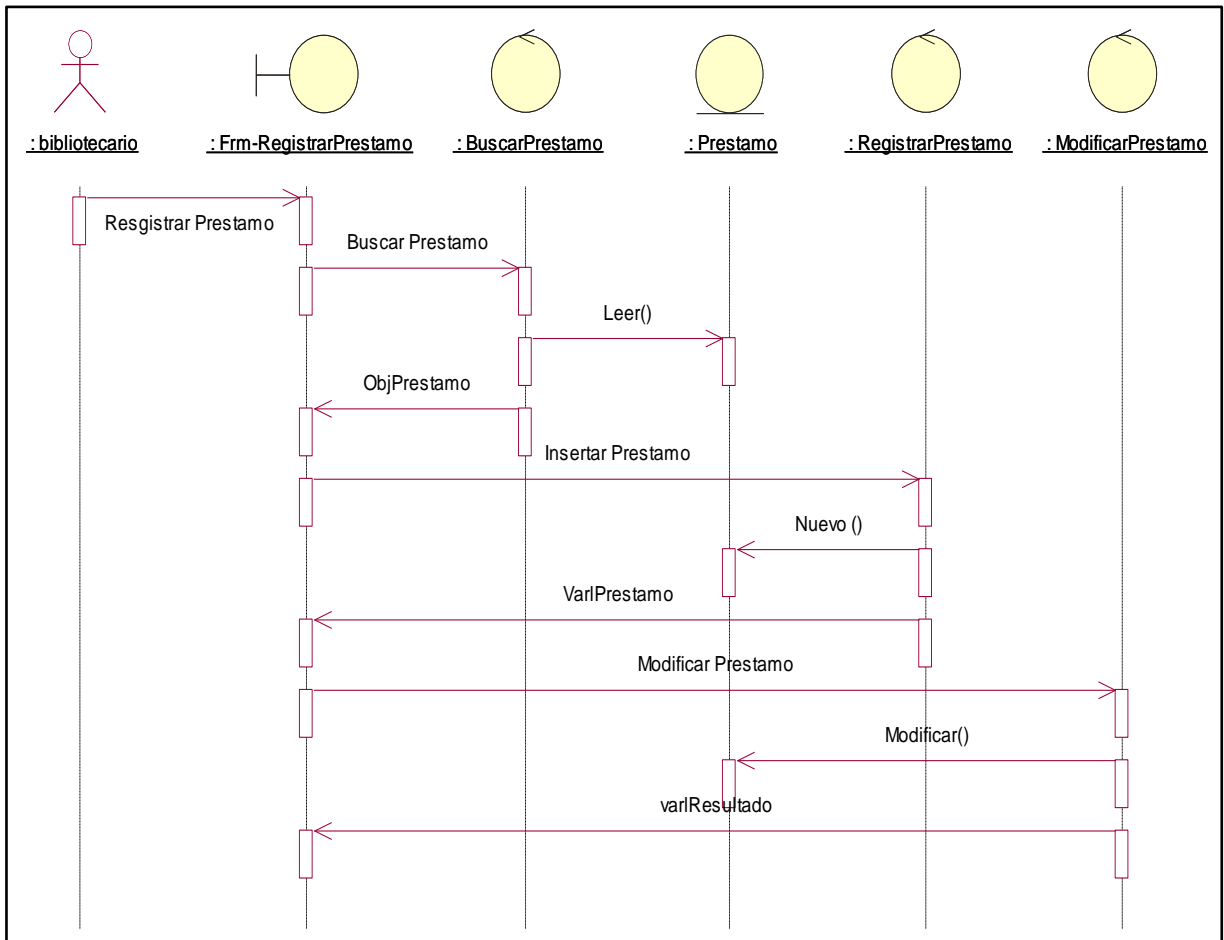 : bibliotecario
: Frm-RegistrarPrestamo
: BuscarPrestamo
: Prestamo
: RegistrarPrestamo
: ModificarPrestamo
Resgistrar Prestamo
Buscar Prestamo
Leer()
ObjPrestamo
Insertar Prestamo
Nuevo ()
VarlPrestamo
Modificar Prestamo
Modificar()
varlResultado